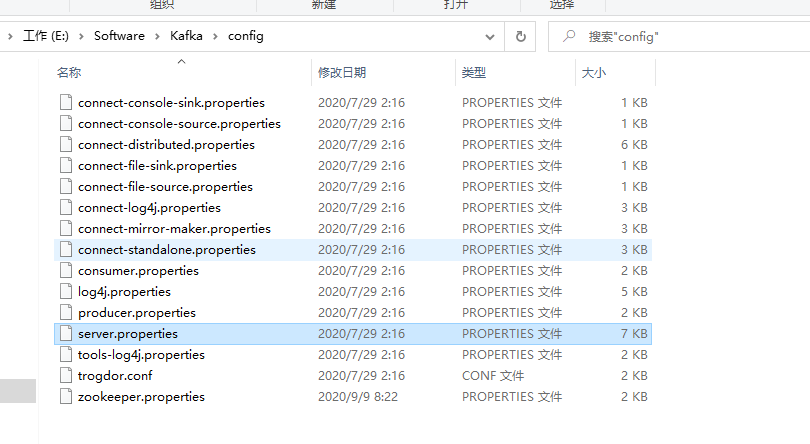 组织 新建 打开 选择
工作 (E:) Software Kafka config 搜索"config"
名称 修改日期 类型 大小
connect-console-sink.properties 2020/7/29 2:16 PROPERTIES 文件 1 KB
connect-console-source.properties 2020/7/29 2:16 PROPERTIES 文件 1 KB
connect-distributed.properties 2020/7/29 2:16 PROPERTIES 文件 6 KB
connect-file-sink.properties 2020/7/29 2:16 PROPERTIES 文件 1 KB
connect-file-source.properties 2020/7/29 2:16 PROPERTIES 文件 1 KB
connect-log4j.properties 2020/7/29 2:16 PROPERTIES 文件 3 KB
connect-mirror-maker.properties 2020/7/29 2:16 PROPERTIES 文件 3 KB
connect-standalone.properties 2020/7/29 2:16 PROPERTIES 文件 3 KB
consumer.properties 2020/7/29 2:16 PROPERTIES 文件 2 KB
log4j.properties 2020/7/29 2:16 PROPERTIES 文件 5 KB
producer.properties 2020/7/29 2:16 PROPERTIES 文件 2 KB
server.properties 2020/7/29 2:16 PROPERTIES 文件 7 KB
tools-log4j.properties 2020/7/29 2:16 PROPERTIES 文件 2 KB
trogdor.conf 2020/7/29 2:16 CONF 文件 2 KB
zookeeper.properties 2020/9/9 8:22 PROPERTIES 文件 2 KB